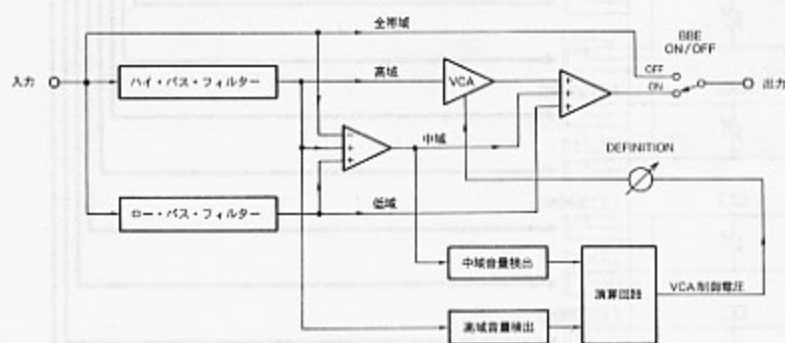 全帯域
BBE
ON/OFF
入力
ハイ・パス・フィルター
高域
VCA
OFF
ON
出力
−
+
+
+
+
+
中域
DEFINITION
ロー・パス・フィルター
低域
中域音量検出
演算回路
VCA制御電圧
高域音量検出